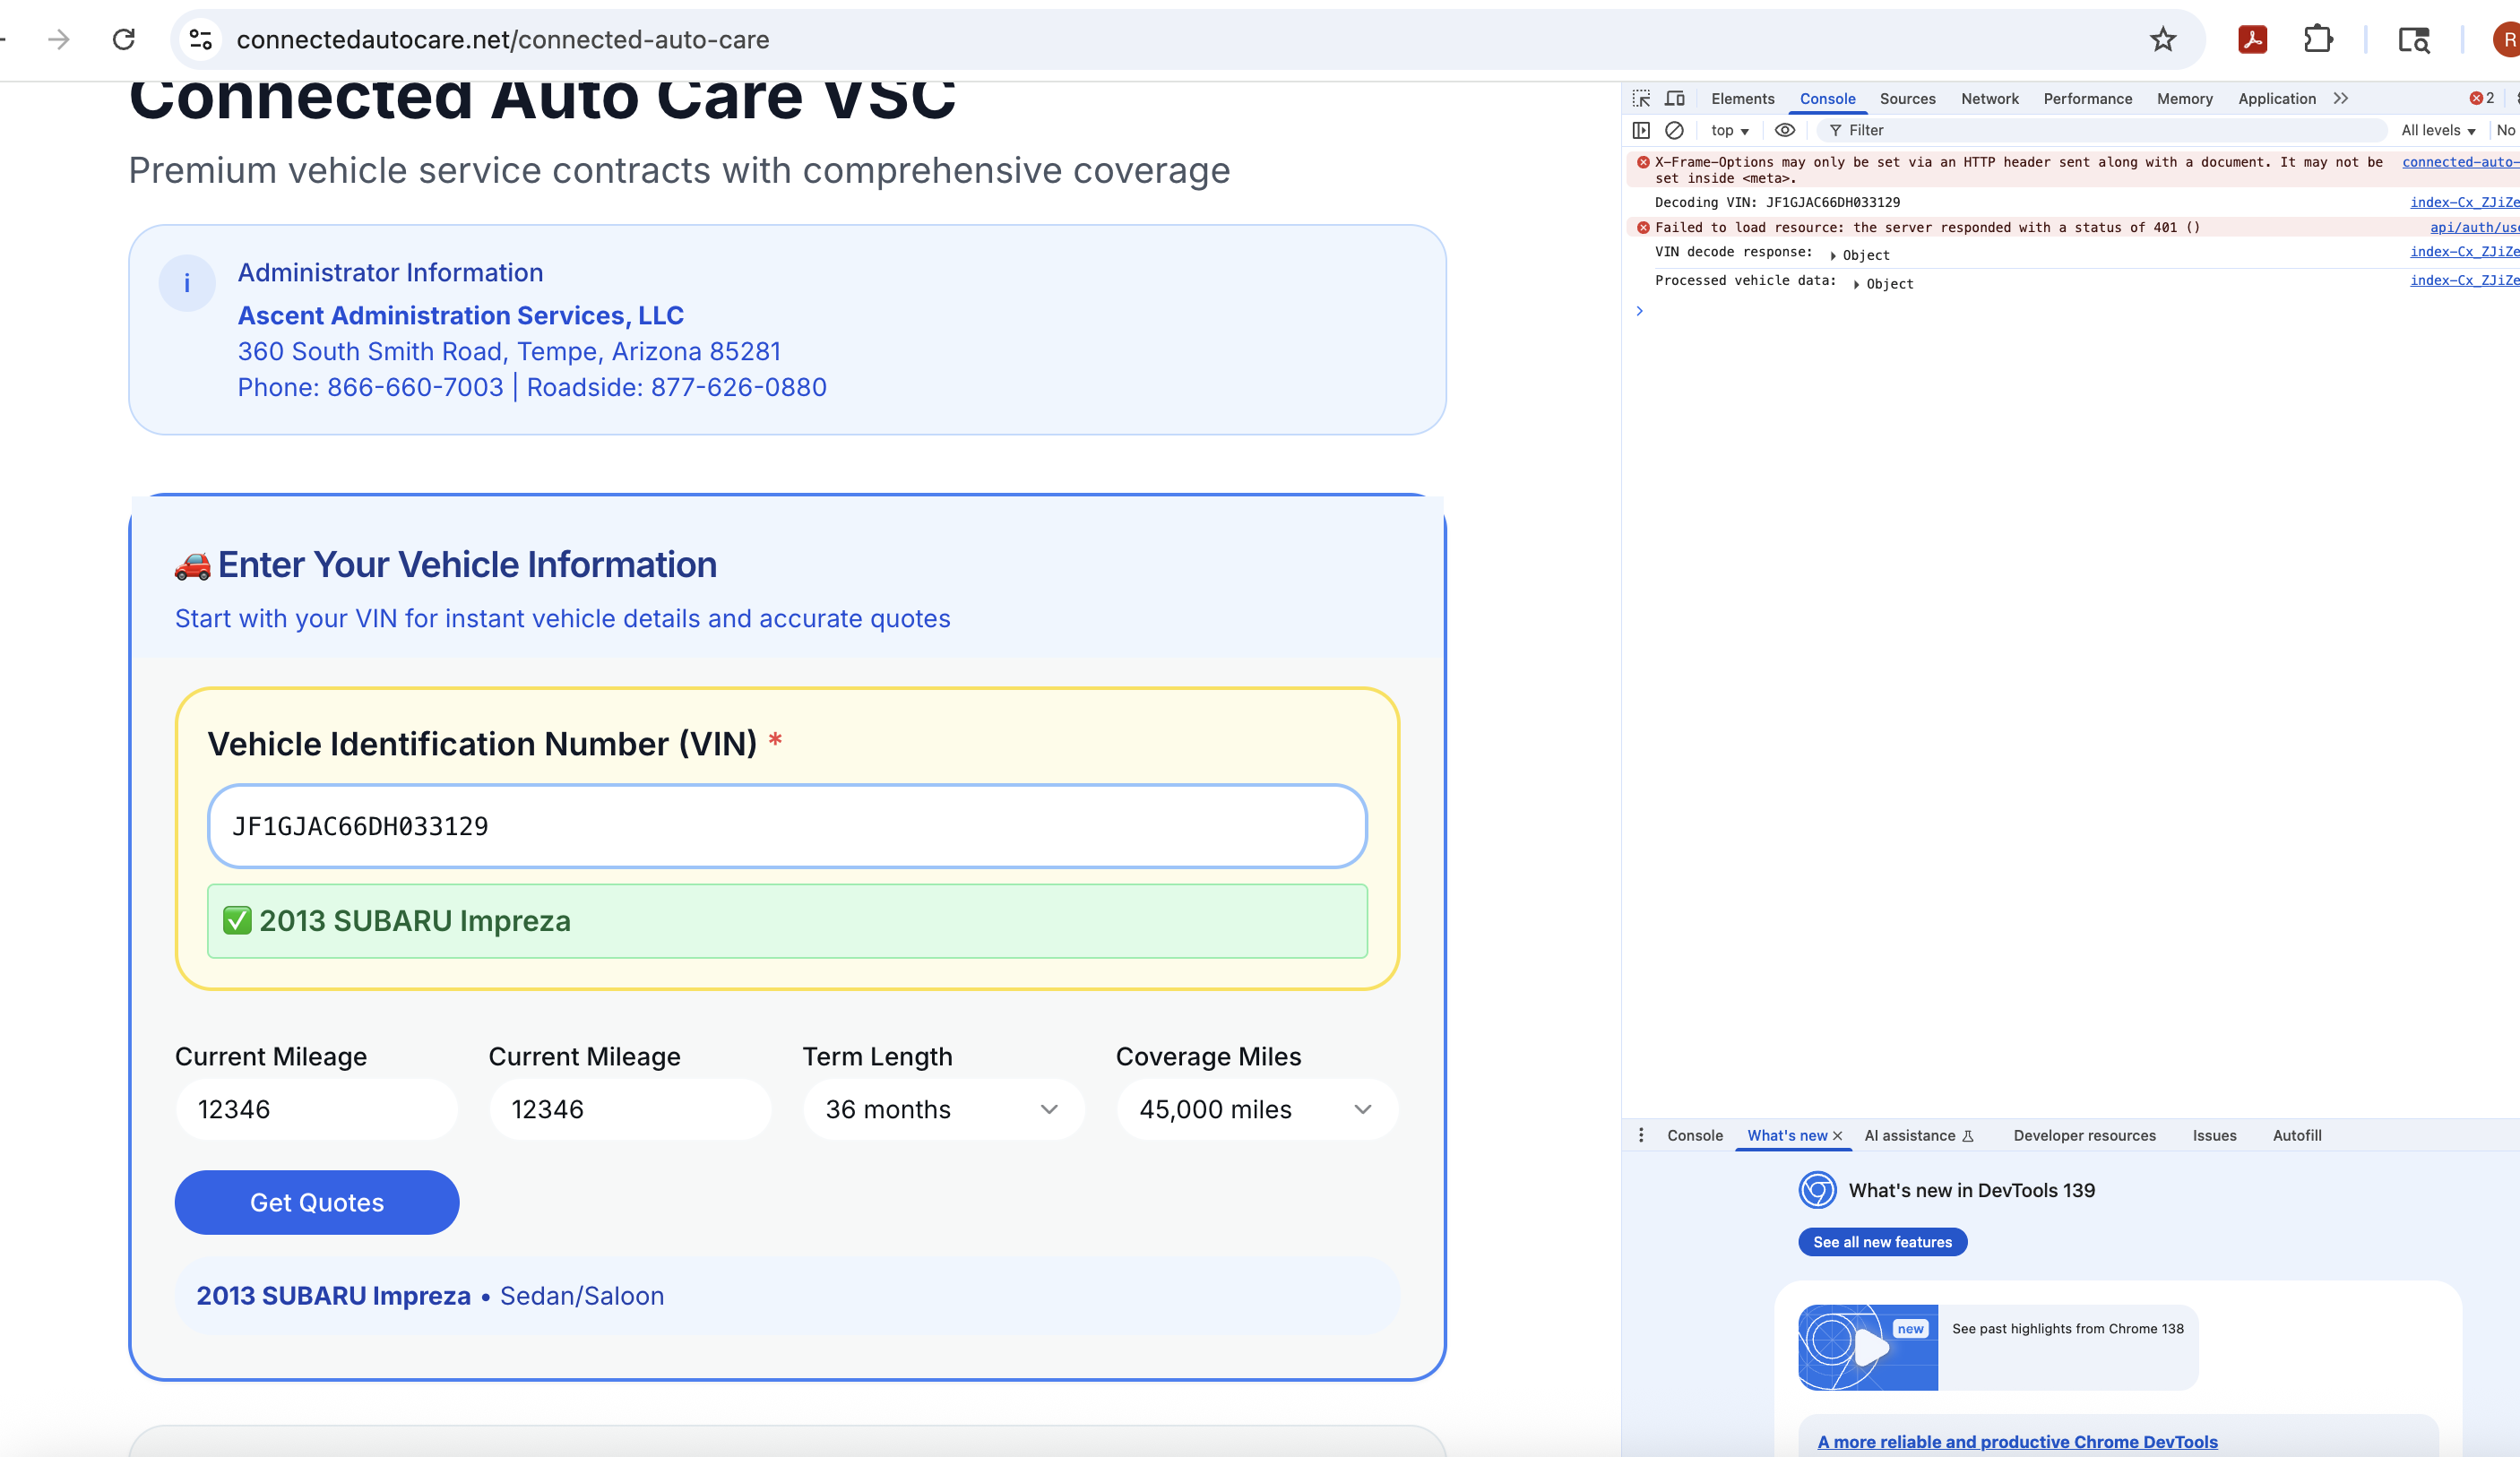 connectedautocare.net/connected-auto-care
R
Connected Auto Care VSC
Premium vehicle service contracts with comprehensive coverage
i
Administrator Information
Ascent Administration Services, LLC
360 South Smith Road, Tempe, Arizona 85281
Phone: 866-660-7003 | Roadside: 877-626-0880
🚗 Enter Your Vehicle Information
Start with your VIN for instant vehicle details and accurate quotes
Vehicle Identification Number (VIN) *
JF1GJAC66DH033129
✅ 2013 SUBARU Impreza
Current Mileage Current Mileage Term Length Coverage Miles
12346 12346 36 months 45,000 miles
Get Quotes
2013 SUBARU Impreza • Sedan/Saloon
Elements Console Sources Network Performance Memory Application 2
top Filter All levels No
X-Frame-Options may only be set via an HTTP header sent along with a document. It may not be connected-auto-
set inside <meta>.
Decoding VIN: JF1GJAC66DH033129 index-Cx_ZJiZe
Failed to load resource: the server responded with a status of 401 () api/auth/use
VIN decode response: Object index-Cx_ZJiZe
Processed vehicle data: Object index-Cx_ZJiZe
Console What's new AI assistance Developer resources Issues Autofill
What's new in DevTools 139
See all new features
new See past highlights from Chrome 138
A more reliable and productive Chrome DevTools